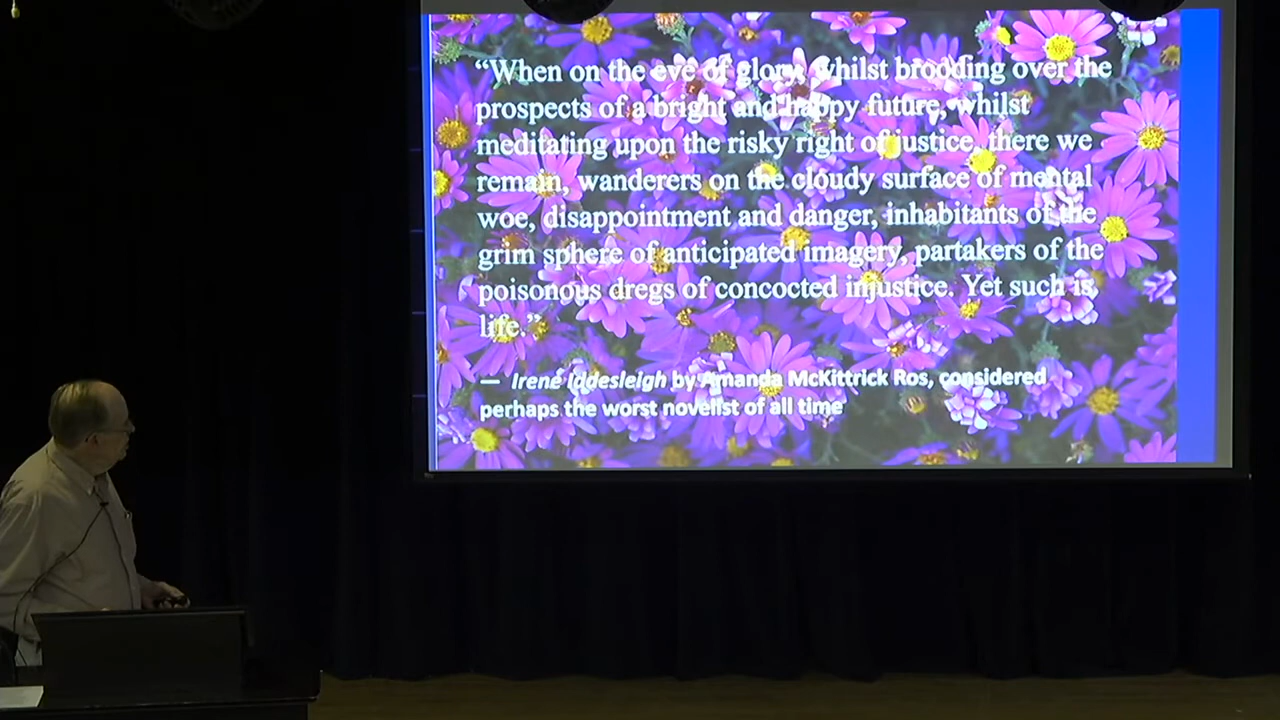 “When on the eve of glory, whilst brooding over the
prospects of a bright and happy future, whilst
meditating upon the risky right of justice, there we
remain, wanderers on the cloudy surface of mental
woe, disappointment and danger, inhabitants of the
grim sphere of anticipated imagery, partakers of the
poisonous dregs of concocted injustice. Yet such is,
life.”
— Irene Iddesleigh by Amanda McKittrick Ros, considered
perhaps the worst novelist of all time